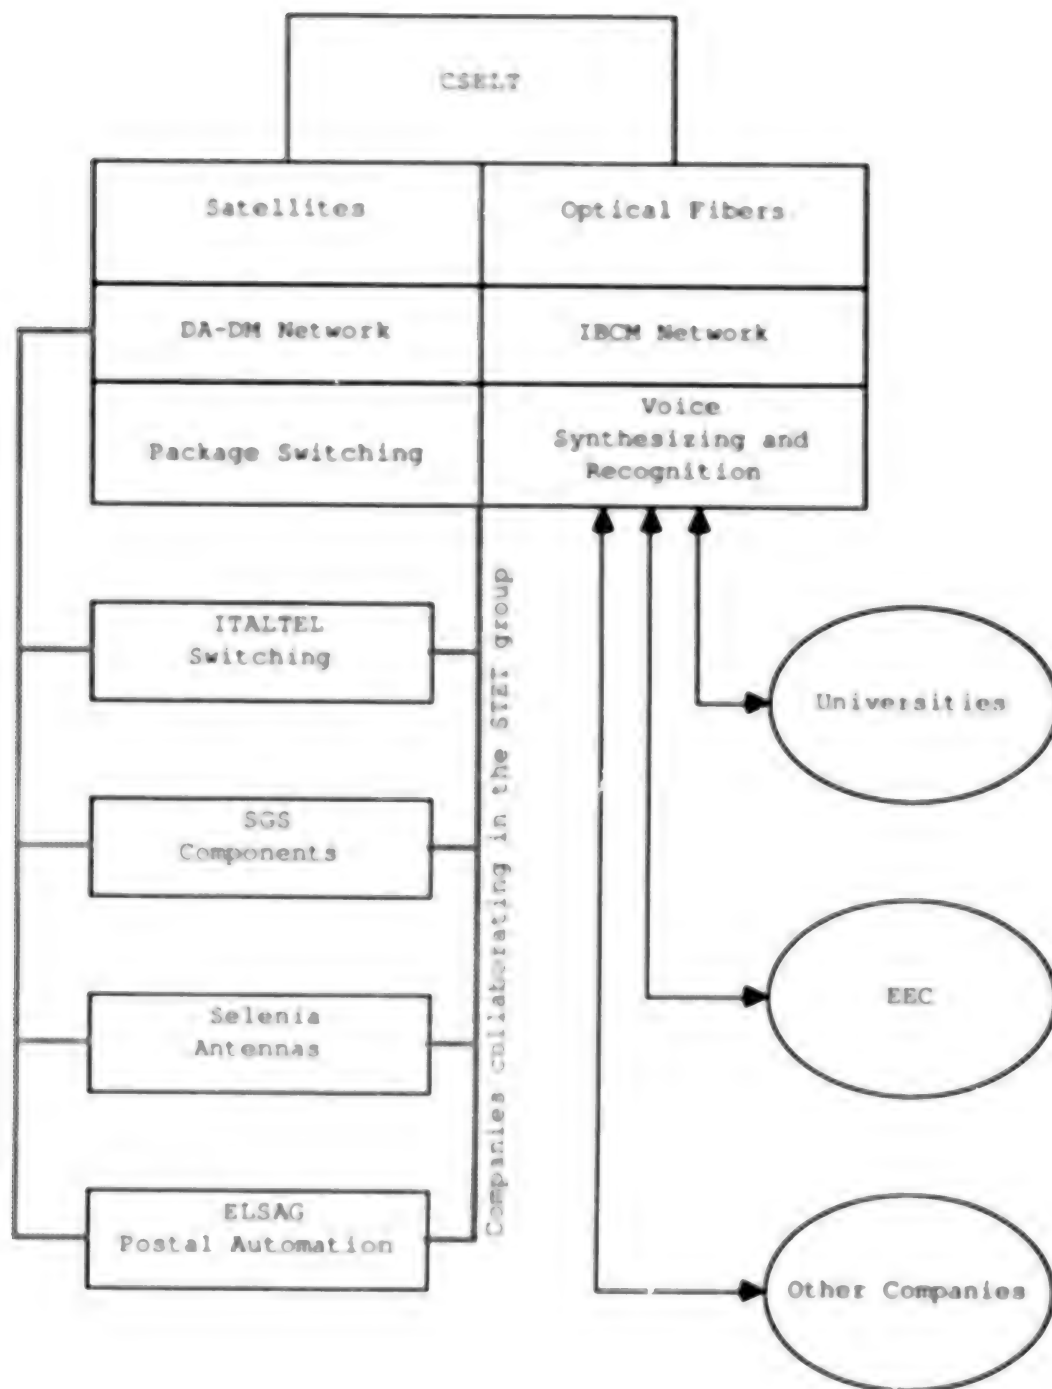 CSELT
Satellites
Optical Fibers
DA-DM Network
IBCM Network
Package Switching
Voice
Synthesizing and
Recognition
ITALTEL
Switching
SGS
Components
Selenia
Antennas
ELSAG
Postal Automation
Companies collaborating in the STET group
Universities
EEC
Other Companies